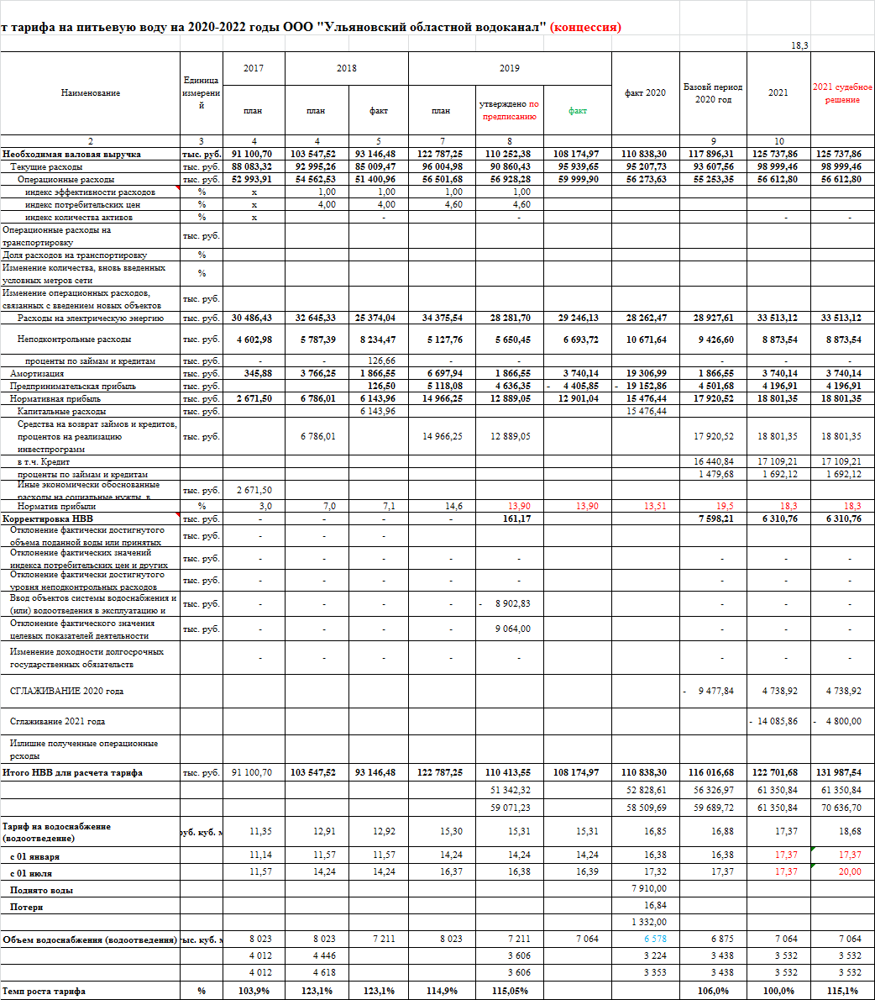 т тарифа на питьевую воду на 2020-2022 годы ООО "Ульяновский областной водоканал" (концессия)
18,3
Наименование Единица измерени й 2017 2018 2019 факт 2020 Базовй период 2020 год 2021 2021 судебное решение
план план факт план утверждено по предписанию факт
2 3 4 4 5 7 8 9 10
Необходимая валовая выручка тыс. руб. 91 100,70 103 547,52 93 146,48 122 787,25 110 252,38 108 174,97 110 838,30 117 896,31 125 737,86 125 737,86
Текущие расходы тыс. руб. 88 083,32 92 995,26 85 009,47 96 004,98 90 860,43 95 939,65 95 207,73 93 607,56 98 999,46 98 999,46
Операционные расходы тыс. руб. 52 993,91 54 562,53 51 400,96 56 501,68 56 928,28 59 999,90 56 273,63 55 253,35 56 612,80 56 612,80
индекс эффективности расходов % x 1,00 1,00 1,00 1,00
индекс потребительских цен % x 4,00 4,00 4,60 4,60
индекс количества активов % x - - - -
Операционные расходы на
транспортировку тыс. руб.
Доля расходов на транспортировку %
Изменение количества, вновь введенных
условных метров сети %
Изменение операционных расходов,
связанных с введением новых объектов тыс. руб.
Расходы на электрическую энергию тыс. руб. 30 486,43 32 645,33 25 374,04 34 375,54 28 281,70 29 246,13 28 262,47 28 927,61 33 513,12 33 513,12
Неподконтрольные расходы тыс. руб. 4 602,98 5 787,39 8 234,47 5 127,76 5 650,45 6 693,72 10 671,64 9 426,60 8 873,54 8 873,54
проценты по займам и кредитам тыс. руб. - - 126,66 - - - - -
Амортизация тыс. руб. 345,88 3 766,25 1 866,55 6 697,94 1 866,55 3 740,14 19 306,99 1 866,55 3 740,14 3 740,14
Предпринимательская прибыль тыс. руб. 126,50 5 118,08 4 636,35 - 4 405,85 - 19 152,86 4 501,68 4 196,91 4 196,91
Нормативная прибыль тыс. руб. 2 671,50 6 786,01 6 143,96 14 966,25 12 889,05 12 901,04 15 476,44 17 920,52 18 801,35 18 801,35
Капитальные расходы тыс. руб. 6 143,96 15 476,44
Средства на возврат займов и кредитов,
процентов на реализацию
инвестпрограмм тыс. руб. 6 786,01 14 966,25 12 889,05 17 920,52 18 801,35 18 801,35
в т.ч. Кредит 16 440,84 17 109,21 17 109,21
проценты по займам и кредитам 1 479,68 1 692,12 1 692,12
Иные экономически обоснованные
расходы на социальные нужды, в тыс. руб. 2 671,50
Норматив прибыли % 3,0 7,0 7,1 14,6 13,90 13,90 13,51 19,5 18,3 18,3
Корректировка НВВ тыс. руб. - - - - 161,17 7 598,21 6 310,76 6 310,76
Отклонение фактически достигнутого
объема поданной воды или принятых тыс. руб. - - - - - -
Отклонение фактических значений
индекса потребительских цен и других тыс. руб. - - - - - - - -
Отклонение фактически достигнутого
уровня неподконтрольных расходов тыс. руб. - - - - - - - -
Ввод объектов системы водоснабжения и
(или) водоотведения в эксплуатацию и тыс. руб. - - - - - 8 902,83 - - -
Отклонение фактического значения
целевых показателей деятельности тыс. руб. - - - - 9 064,00 - - -
Изменение доходности долгосрочных
государственных обязательств - - - - - - - -
СГЛАЖИВАНИЕ 2020 года - 9 477,84 4 738,92 4 738,92
Сглаживание 2021 года - 14 085,86 - 4 800,00
Излишне полученные операционные
рсходы
Итого НВВ для расчета тарифа тыс. руб. 91 100,70 103 547,52 93 146,48 122 787,25 110 413,55 108 174,97 110 838,30 116 016,68 122 701,68 131 987,54
51 342,32 52 828,61 56 326,97 61 350,84 61 350,84
59 071,23 58 509,69 59 689,72 61 350,84 70 636,70
Тариф на водоснабжение
(водоотведение) руб. куб. м 11,35 12,91 12,92 15,30 15,31 15,31 16,85 16,88 17,37 18,68
с 01 января 11,14 11,57 11,57 14,24 14,24 14,24 16,38 16,38 17,37 17,37
с 01 июля 11,57 14,24 14,24 16,37 16,38 16,39 17,32 17,37 17,37 20,00
Поднято воды 7 910,00
Потери 16,84
1 332,00
Объем водоснабжения (водоотведения) тыс. куб. м 8 023 8 023 7 211 8 023 7 211 7 064 6 578 6 875 7 064 7 064
4 012 4 446 3 606 3 224 3 438 3 532 3 532
4 012 4 618 3 606 3 353 3 438 3 532 3 532
Темп роста тарифа % 103,9% 123,1% 123,1% 114,9% 115,05% 106,0% 100,0% 115,1%